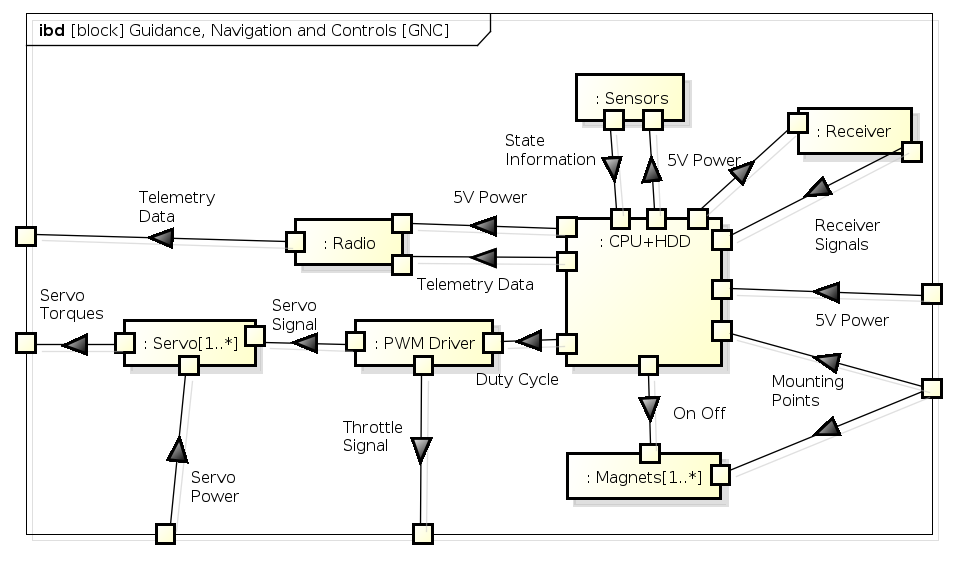 ibd [block] Guidance, Navigation and Controls [GNC]
: Sensors
: Receiver
State
Information
5V Power
Telemetry
Data
5V Power
: Radio
: CPU+HDD
Receiver
Signals
Telemetry Data
Servo
Torques
Servo
Signal
5V Power
: Servo[1..*]
: PWM Driver
Duty Cycle
Mounting
Points
On Off
Throttle
Signal
: Magnets[1..*]
Servo
Power